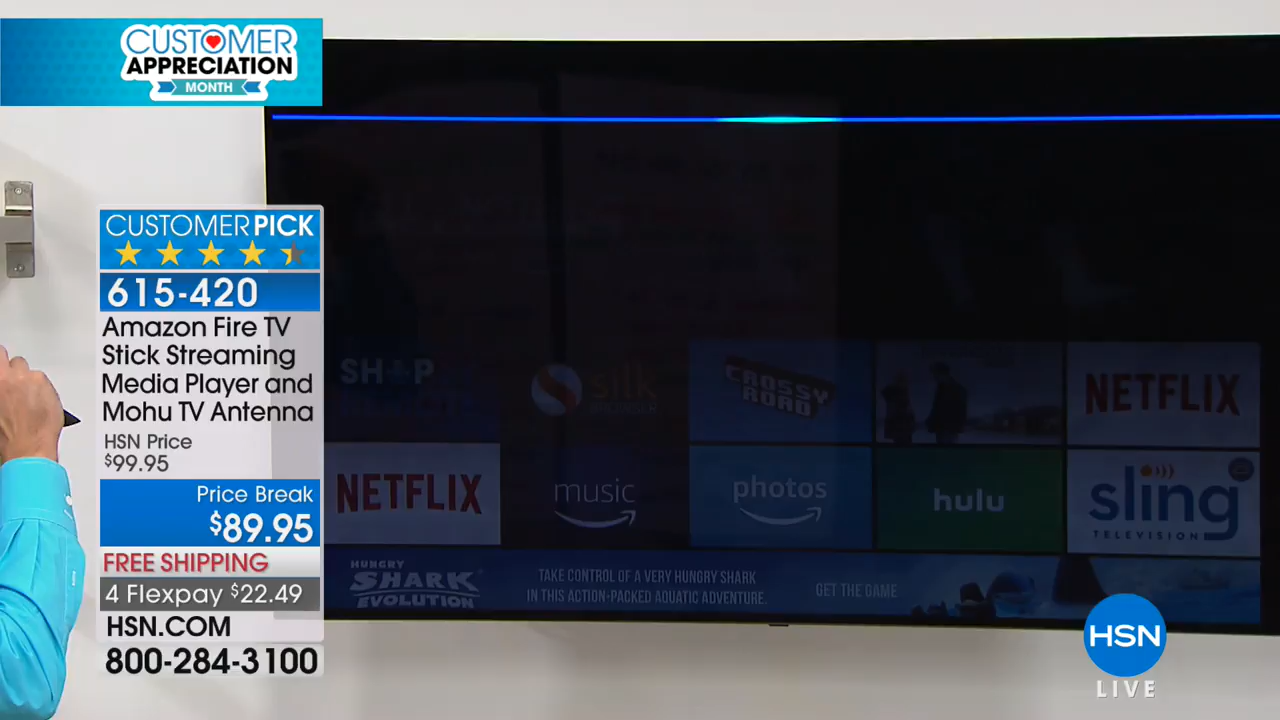 CUSTOMER
APPRECIATION
MONTH
CUSTOMER PICK
615-420
Amazon Fire TV
Stick Streaming
Media Player and
Mohu TV Antenna
HSN Price
$99.95
Price Break
$89.95
FREE SHIPPING
4 Flexpay $22.49
HSN.COM
800-284-3100
SHOP
silk
BROWSER
CROSSY
ROAD
NETFLIX
NETFLIX
music
photos
hulu
sling
TELEVISION
HUNGRY
SHARK
EVOLUTION
TAKE CONTROL OF A VERY HUNGRY SHARK
IN THIS ACTION-PACKED AQUATIC ADVENTURE.
GET THE GAME
HSN
LIVE